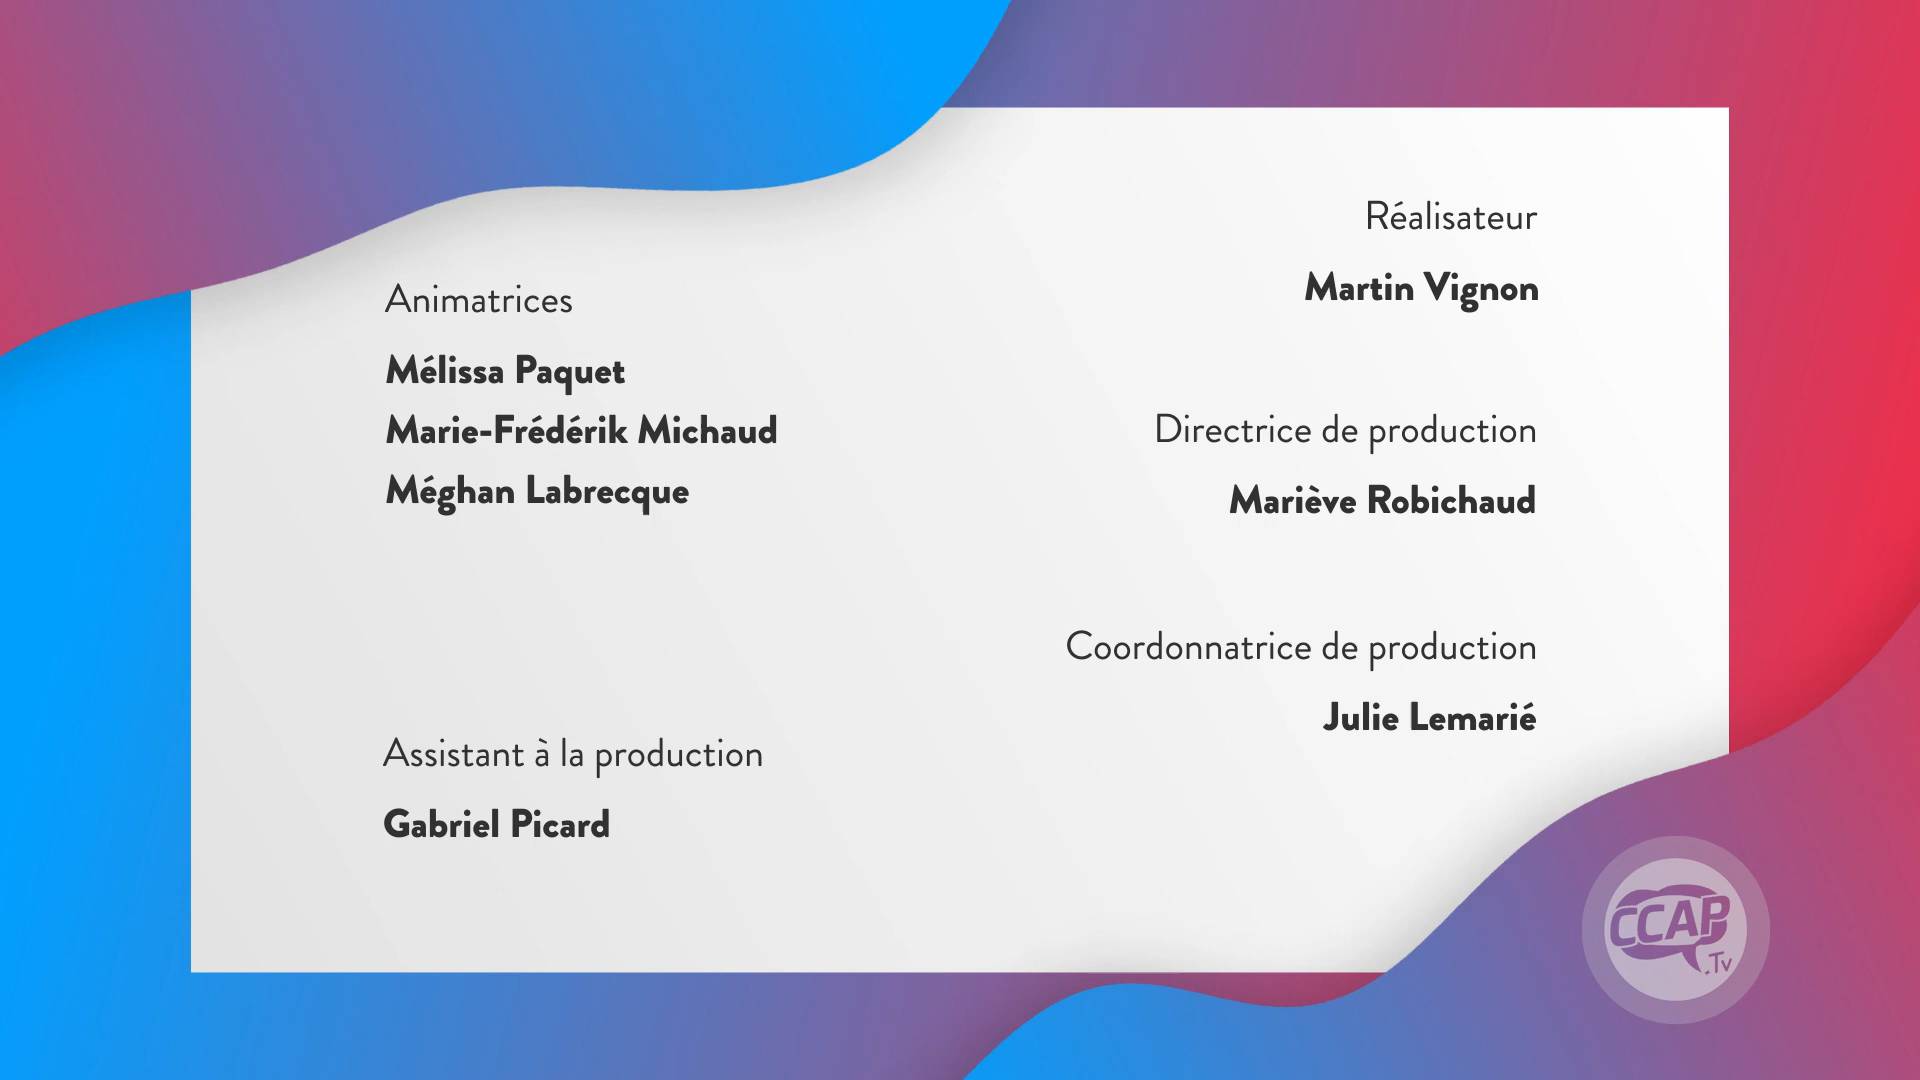 Animatrices
Mélissa Paquet
Marie-Frédérik Michaud
Méghan Labrecque
Assistant à la production
Gabriel Picard
Réalisateur
Martin Vignon
Directrice de production
Mariève Robichaud
Coordonnatrice de production
Julie Lemarié
CCAP
.Tv